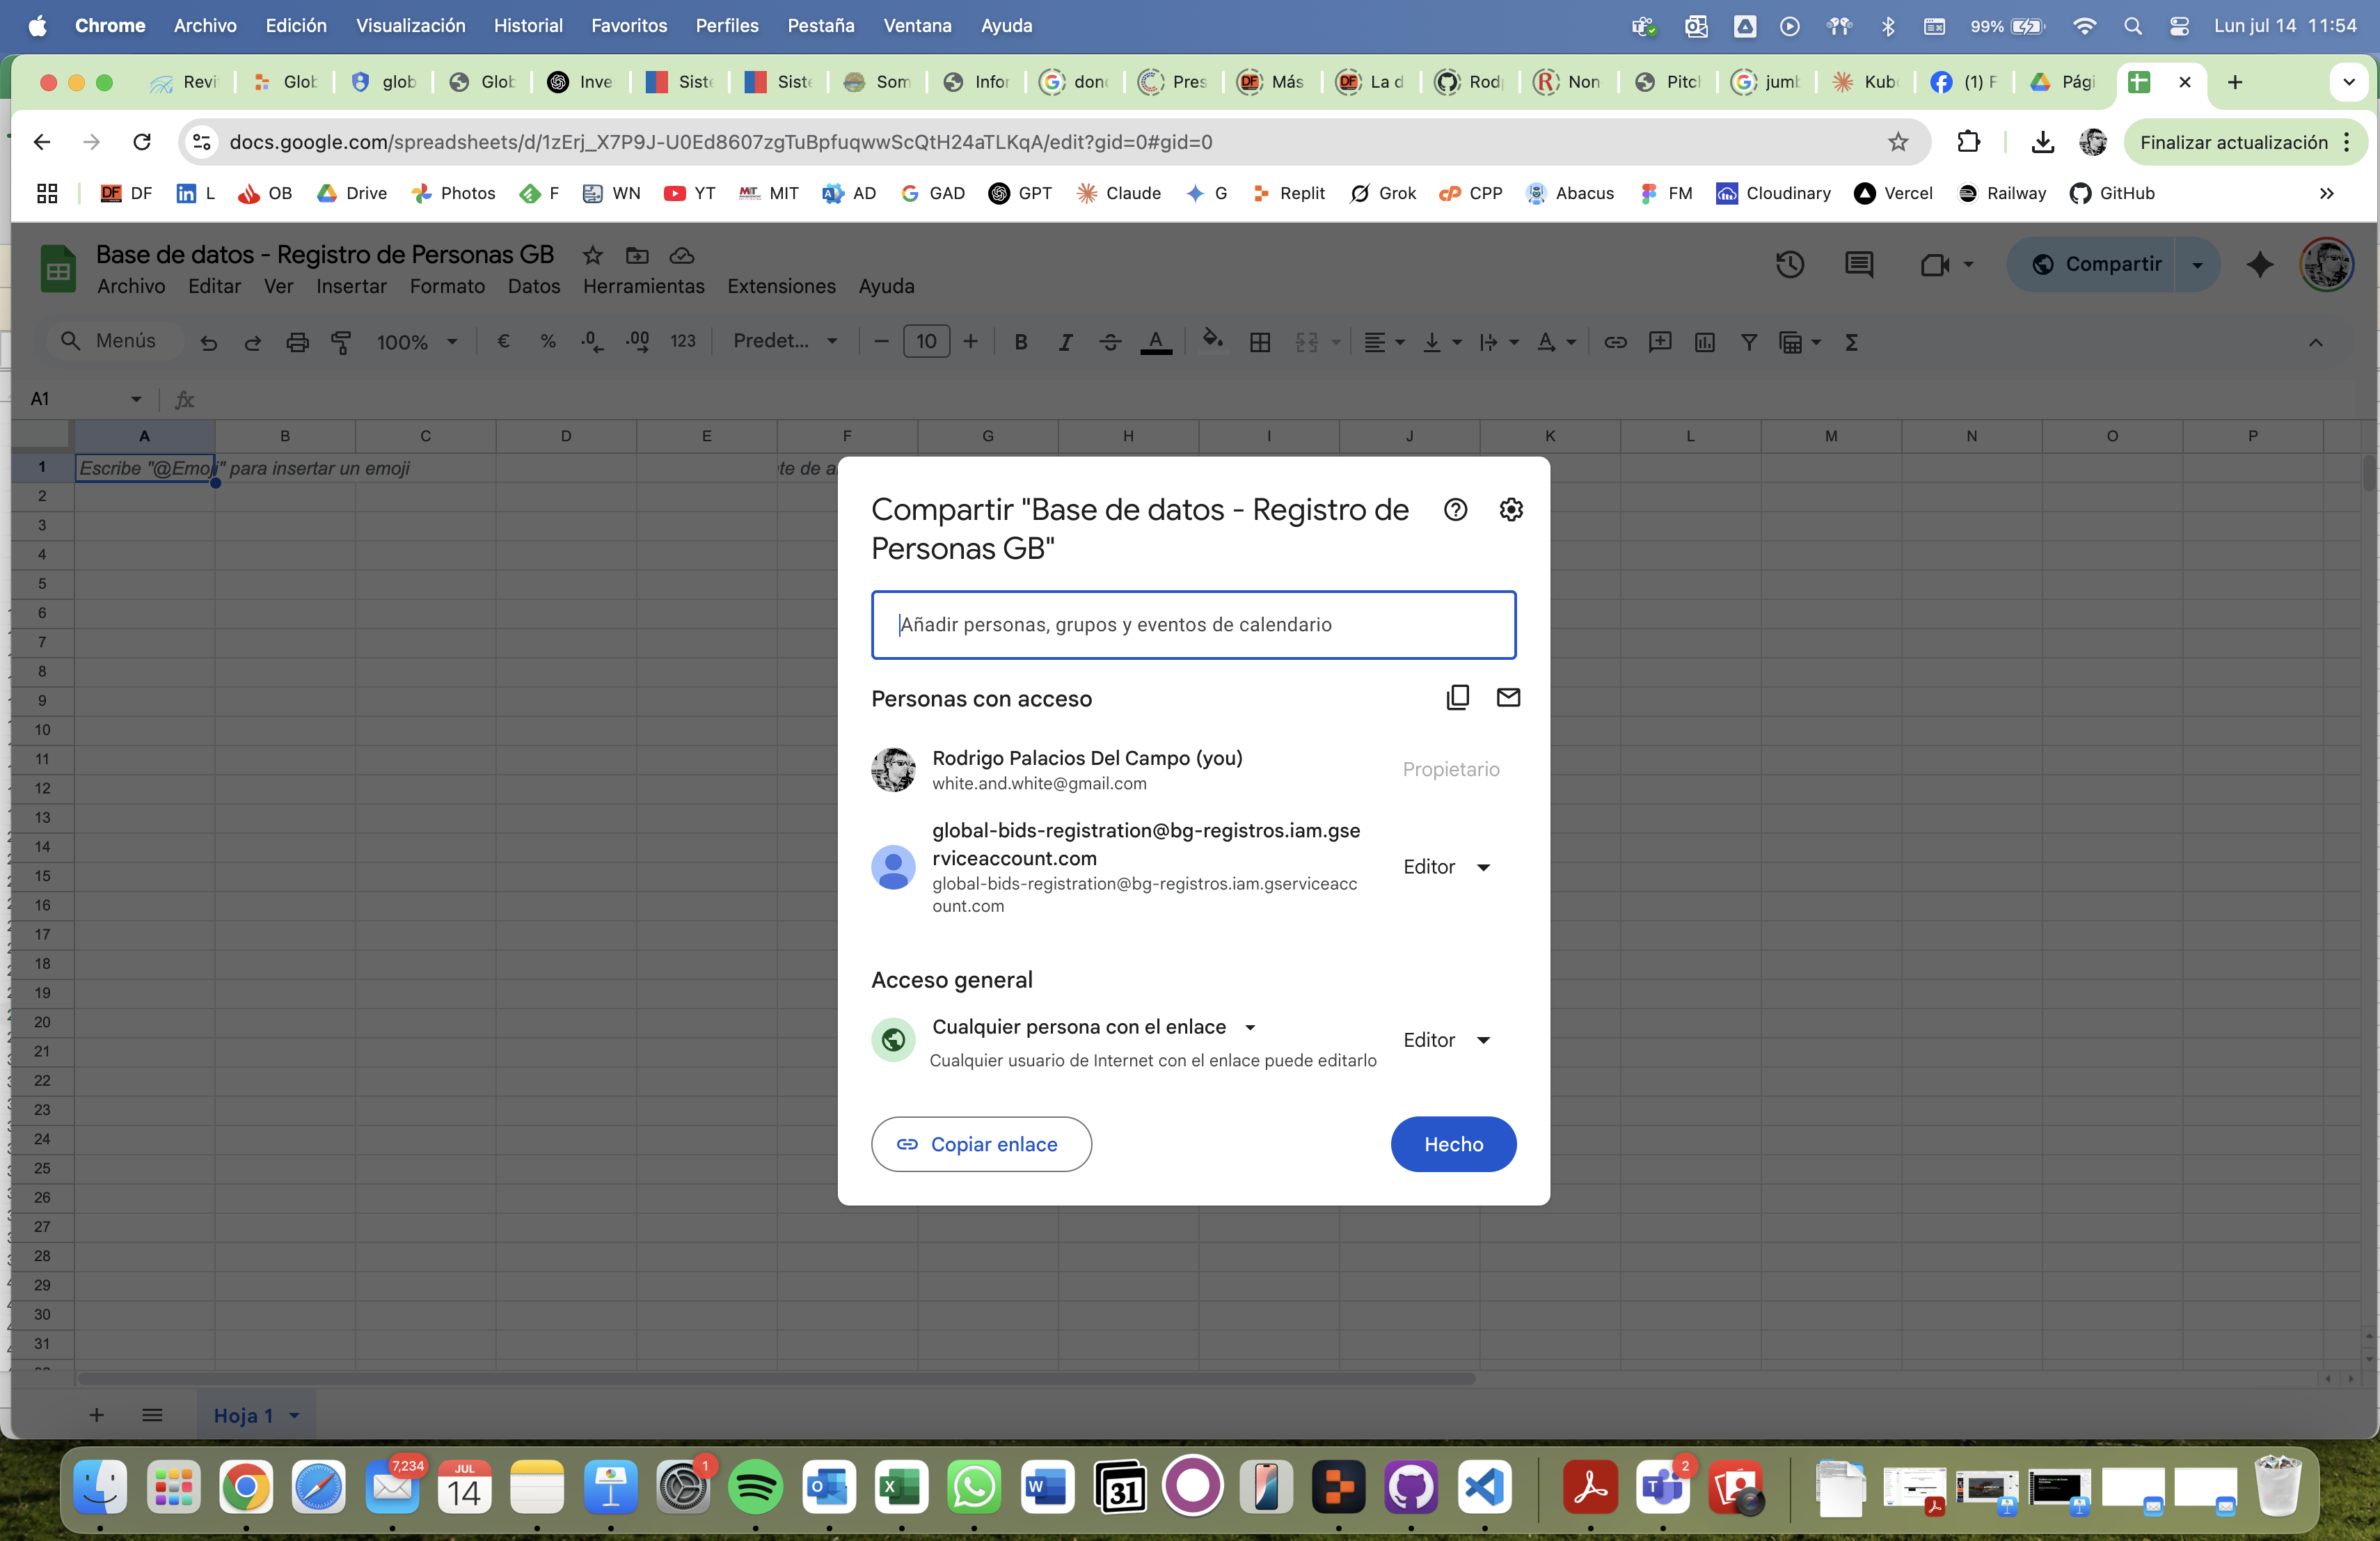 Chrome Archivo Edición Visualización Historial Favoritos Perfiles Pestaña Ventana Ayuda 99% Lun jul 14 11:54
Revi Glob glob Glob Inve Siste Siste Som Infor Pres Más La d Rod Non Pitch jumb Kub (1) F Pági
docs.google.com/spreadsheets/d/1zErj_X7P9J-U0Ed8607zgTuBpfuqwwScQtH24aTLKqA/edit?gid=0#gid=0 Finalizar actualización
DF L OB Drive Photos F WN YT MIT AD GAD GPT Claude G Replit Grok CPP Abacus FM Cloudinary Vercel Railway GitHub
Base de datos - Registro de Personas GB
Archivo Editar Ver Insertar Formato Datos Herramientas Extensiones Ayuda
Compartir
Menús 100% € % .0 .00 123 Predet... 10
A1
A B C D E F G H I J K L M N O P
1 Escribe "@Emoji" para insertar un emoji
2
3
4
5
6
7
8
9
10
11
12
13
14
15
16
17
18
19
20
21
22
23
24
25
26
27
28
29
30
31
Compartir "Base de datos - Registro de
Personas GB"
Añadir personas, grupos y eventos de calendario
Personas con acceso
Rodrigo Palacios Del Campo (you)
white.and.white@gmail.com
Propietario
global-bids-registration@bg-registros.iam.gse
rviceaccount.com
global-bids-registration@bg-registros.iam.gserviceacc
ount.com
Editor
Acceso general
Cualquier persona con el enlace
Cualquier usuario de Internet con el enlace puede editarlo
Editor
Copiar enlace
Hecho
Hoja 1
7,234 JUL 14 1 31 2